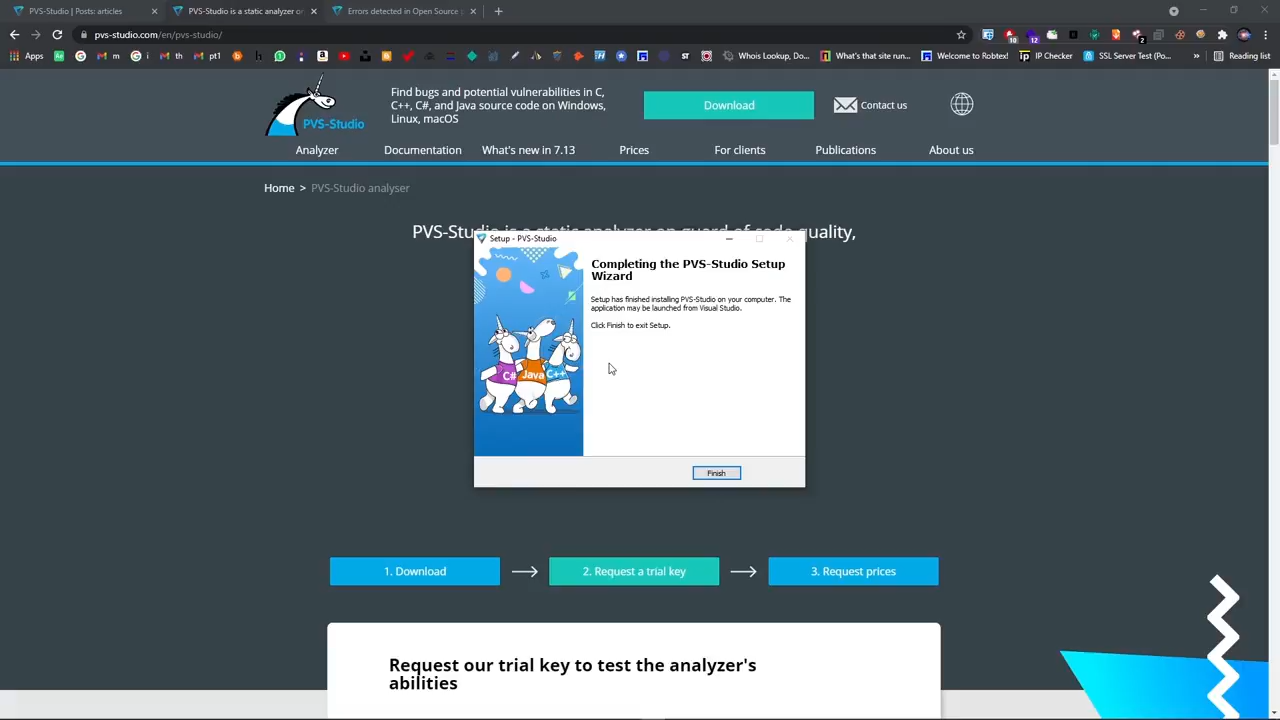 PVS-Studio | Posts: articles
PVS-Studio is a static analyzer o
Errors detected in Open Source
pvs-studio.com/en/pvs-studio/
Apps
G
m
i
th
pt1
Whois Lookup, Do...
What's that site run...
Welcome to Robtex!
IP Checker
SSL Server Test (Po...
Reading list
PVS-Studio
Find bugs and potential vulnerabilities in C,
C++, C#, and Java source code on Windows,
Linux, macOS
Download
Contact us
Analyzer
Documentation
What's new in 7.13
Prices
For clients
Publications
About us
Home > PVS-Studio analyser
PVS-Studio is a static analyzer on guard of code quality,
Setup - PVS-Studio
Completing the PVS-Studio Setup
Wizard
Setup has finished installing PVS-Studio on your computer. The
application may be launched from Visual Studio.
Click Finish to exit Setup.
C# Java C++
Finish
1. Download
2. Request a trial key
3. Request prices
Request our trial key to test the analyzer's
abilities